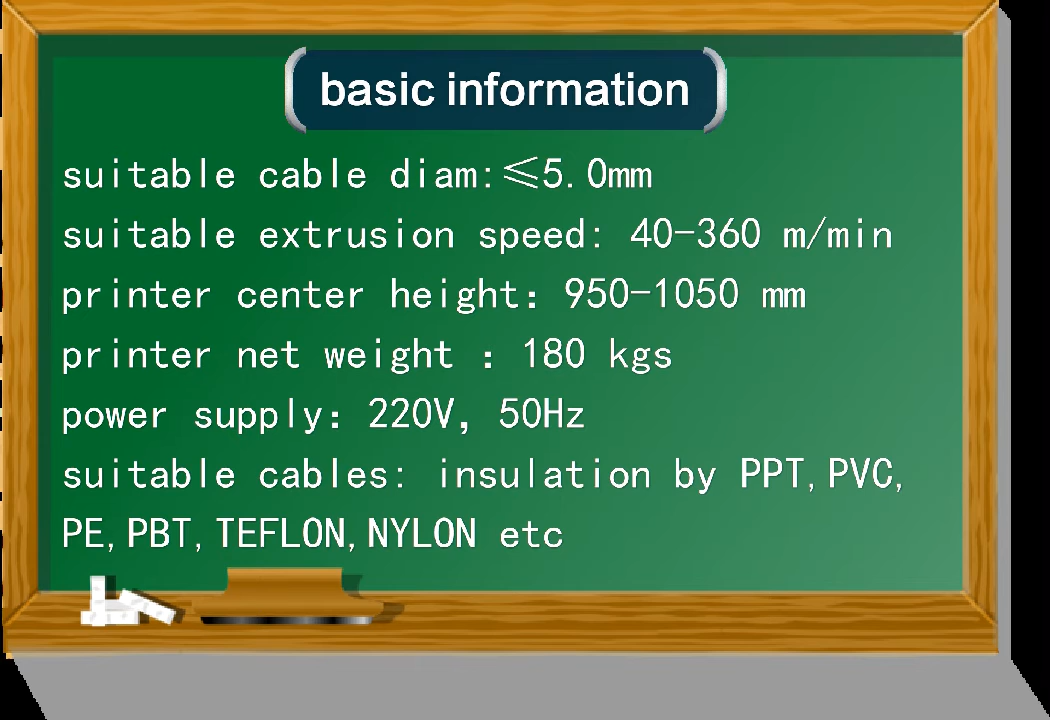 basic information
suitable cable diam:≤5.0mm
suitable extrusion speed: 40-360 m/min
printer center height: 950-1050 mm
printer net weight : 180 kgs
power supply: 220V, 50Hz
suitable cables: insulation by PPT,PVC,
PE,PBT,TEFLON,NYLON etc